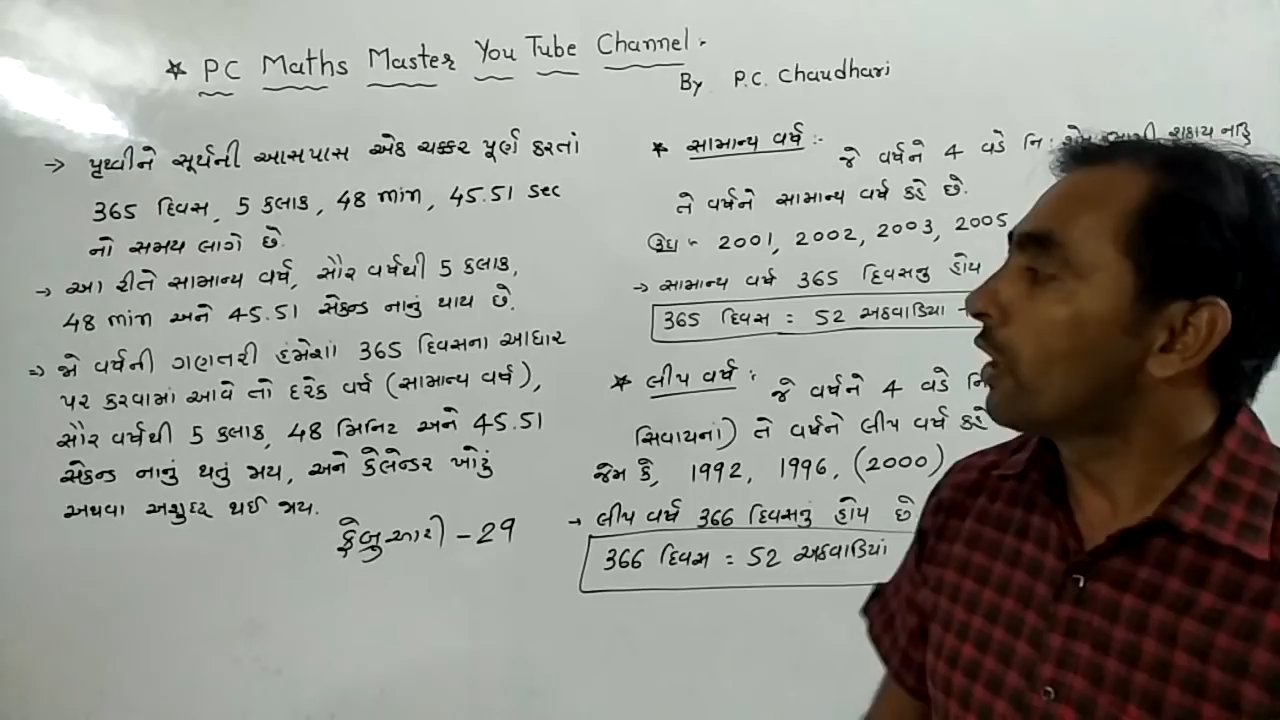 * PC Maths Master You Tube Channel.
By P.C. Chaudhari
→ પૃથ્વીને સૂર્યની આસપાસ એક ચક્કર પૂર્ણ કરતાં
365 દિવસ, 5 કલાક, 48 મીન, 45.51 sec
નો સમય લાગે છે.
→ આ રીતે સામાન્ય વર્ષ, સૌર વર્ષથી 5 કલાક,
48 મીન અને 45.51 સેકન્ડ નાનું થાય છે.
⇒ જો વર્ષની ગણતરી હંમેશાં 365 દિવસના આધાર
પર કરવામાં આવે તો દરેક વર્ષ (સામાન્ય વર્ષ),
સૌર વર્ષથી 5 કલાક, 48 મિનિટ અને 45.51
સેકન્ડ નાનું થતું જાય, અને કેલેન્ડર ખોટું
અથવા અશુદ્ધ થઈ જાય.
ફેબ્રુઆરી - 29
* સામાન્ય વર્ષ :- જે વર્ષને 4 વડે નિ: શકાય નહિ
તે વર્ષને સામાન્ય વર્ષ કહે છે.
ઉદા :- 2001, 2002, 2003, 2005
→ સામાન્ય વર્ષ 365 દિવસનું હોય
365 દિવસ = 52 અઠવાડિયા +
* લીપ વર્ષ : જે વર્ષને 4 વડે નિ
સિવાયનાં) તે વર્ષને લીપ વર્ષ કહે
જેમ કે, 1992, 1996, (2000)
→ લીપ વર્ષ 366 દિવસનું હોય છે
366 દિવસ = 52 અઠવાડિયાં